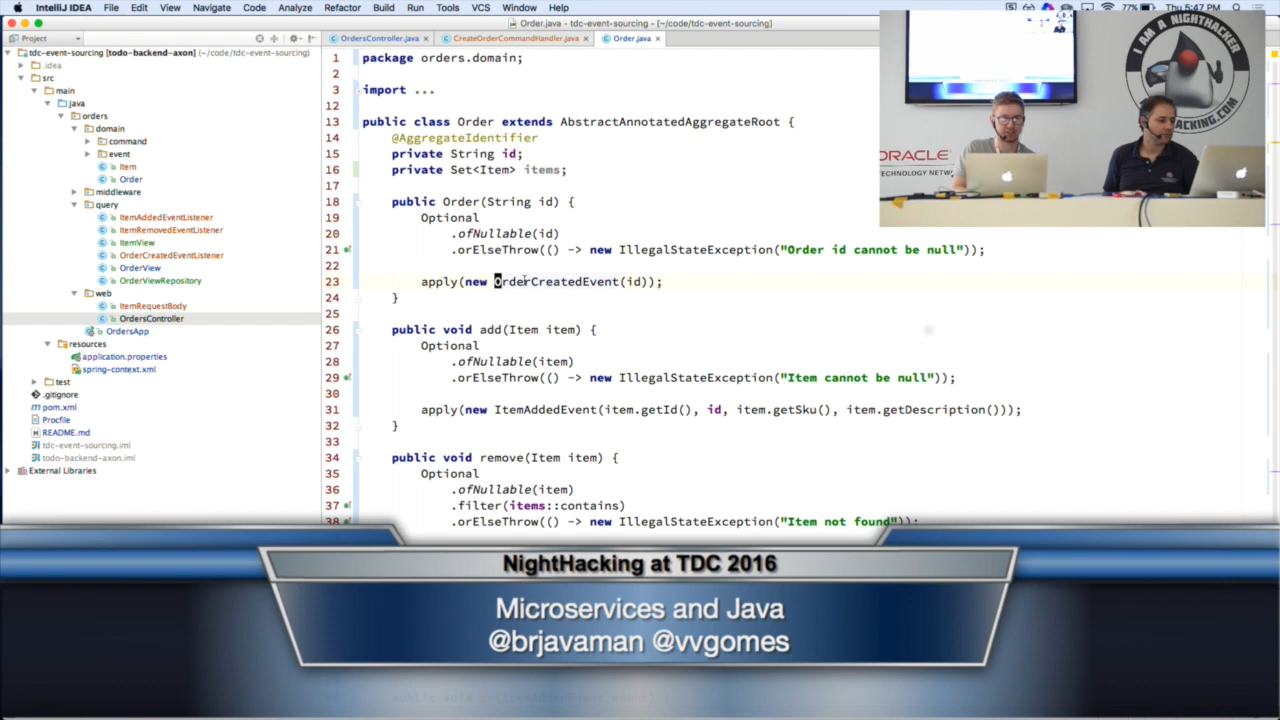 IntelliJ IDEA File Edit View Navigate Code Analyze Refactor Build Run Tools VCS Window Help
77% Thu 5:47 PM
Order.java - tdc-event-sourcing - [~/code/tdc-event-sourcing]
Project
OrdersController.java
CreateOrderCommandHandler.java
Order.java
tdc-event-sourcing [todo-backend-axon] (~/code/tdc-event-sourcing)
.idea
src
main
java
orders
domain
command
event
Item
Order
middleware
query
ItemAddedEventListener
ItemRemovedEventListener
ItemView
OrderCreatedEventListener
OrderView
OrderViewRepository
web
ItemRequestBody
OrdersController
OrdersApp
resources
application.properties
spring-context.xml
test
.gitignore
pom.xml
Procfile
README.md
tdc-event-sourcing.iml
todo-backend-axon.iml
External Libraries
1 package orders.domain;
2
3 import ...
12
13 public class Order extends AbstractAnnotatedAggregateRoot {
14 @AggregateIdentifier
15 private String id;
16 private Set<Item> items;
17
18 public Order(String id) {
19 Optional
20 .ofNullable(id)
21 .orElseThrow(() -> new IllegalStateException("Order id cannot be null"));
22
23 apply(new OrderCreatedEvent(id));
24 }
25
26 public void add(Item item) {
27 Optional
28 .ofNullable(item)
29 .orElseThrow(() -> new IllegalStateException("Item cannot be null"));
30
31 apply(new ItemAddedEvent(item.getId(), id, item.getSku(), item.getDescription()));
32 }
33
34 public void remove(Item item) {
35 Optional
36 .ofNullable(item)
37 .filter(items::contains)
38 .orElseThrow(() -> new IllegalStateException("Item not found"));
I AM A NIGHTHACKER
HACKING.COM
ORACLE
TECHNOLOGY NETW
NightHacking at TDC 2016
Microservices and Java
@brjavaman @vvgomes